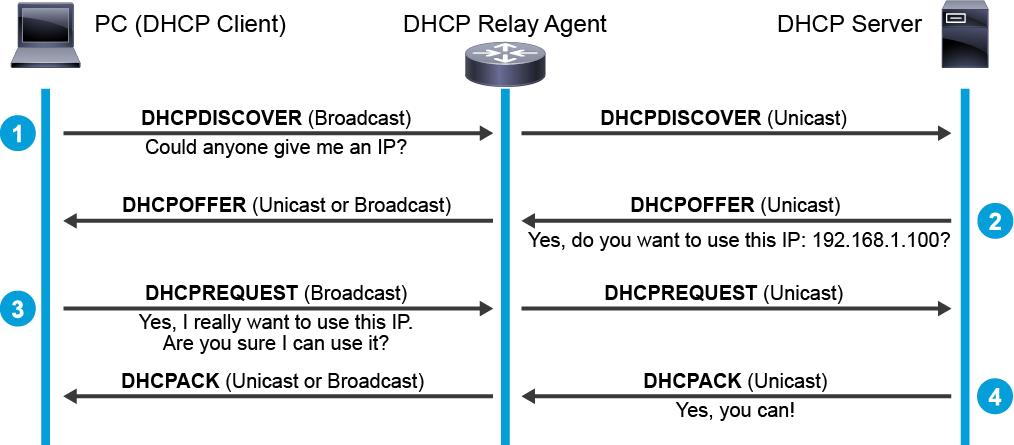 PC (DHCP Client)
DHCP Relay Agent
DHCP Server
1
DHCPDISCOVER (Broadcast)
Could anyone give me an IP?
DHCPDISCOVER (Unicast)
DHCPOFFER (Unicast or Broadcast)
DHCPOFFER (Unicast)
Yes, do you want to use this IP: 192.168.1.100?
2
3
DHCPREQUEST (Broadcast)
Yes, I really want to use this IP.
Are you sure I can use it?
DHCPREQUEST (Unicast)
DHCPACK (Unicast or Broadcast)
DHCPACK (Unicast)
Yes, you can!
4